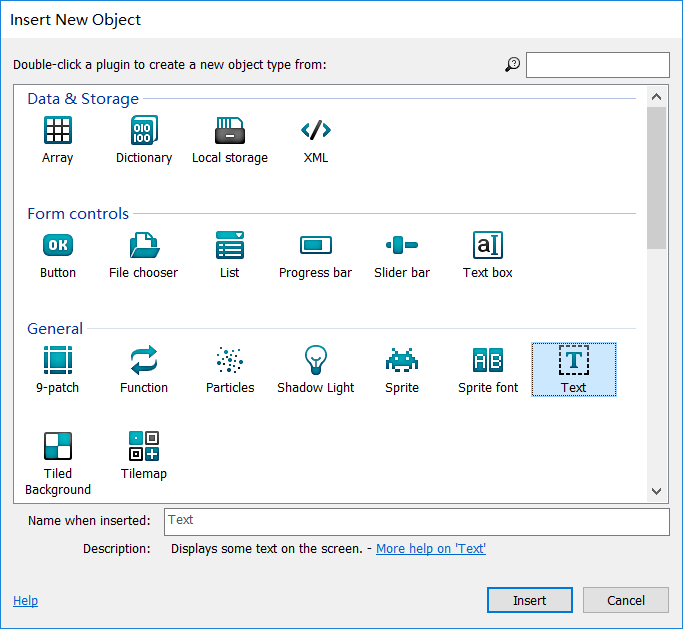 Insert New Object
Double-click a plugin to create a new object type from:
Data & Storage
Array Dictionary Local storage XML
Form controls
Button File chooser List Progress bar Slider bar Text box
General
9-patch Function Particles Shadow Light Sprite Sprite font Text
Tiled Background Tilemap
Name when inserted: Text
Description: Displays some text on the screen. - More help on 'Text'
Help Insert Cancel